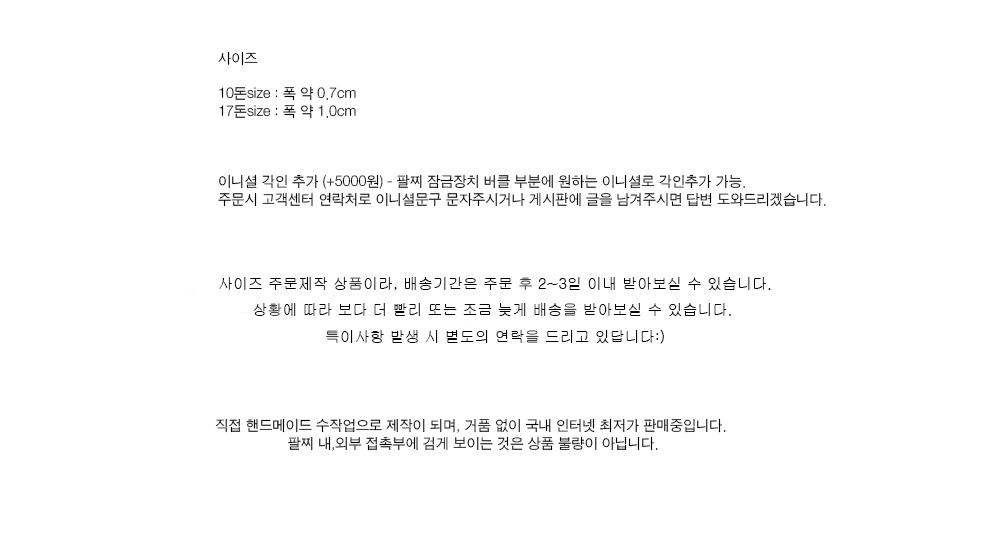 사이즈
10돈size : 폭 약 0.7cm
17돈size : 폭 약 1.0cm
이니셜 각인 추가 (+5000원) - 팔찌 잠금장치 버클 부분에 원하는 이니셜로 각인추가 가능.
주문시 고객센터 연락처로 이니셜문구 문자주시거나 게시판에 글을 남겨주시면 답변 도와드리겠습니다.
사이즈 주문제작 상품이라, 배송기간은 주문 후 2~3일 이내 받아보실 수 있습니다.
상황에 따라 보다 더 빨리 또는 조금 늦게 배송을 받아보실 수 있습니다.
특이사항 발생 시 별도의 연락을 드리고 있답니다:)
직접 핸드메이드 수작업으로 제작이 되며, 거품 없이 국내 인터넷 최저가 판매중입니다.
팔찌 내,외부 접촉부에 검게 보이는 것은 상품 불량이 아닙니다.